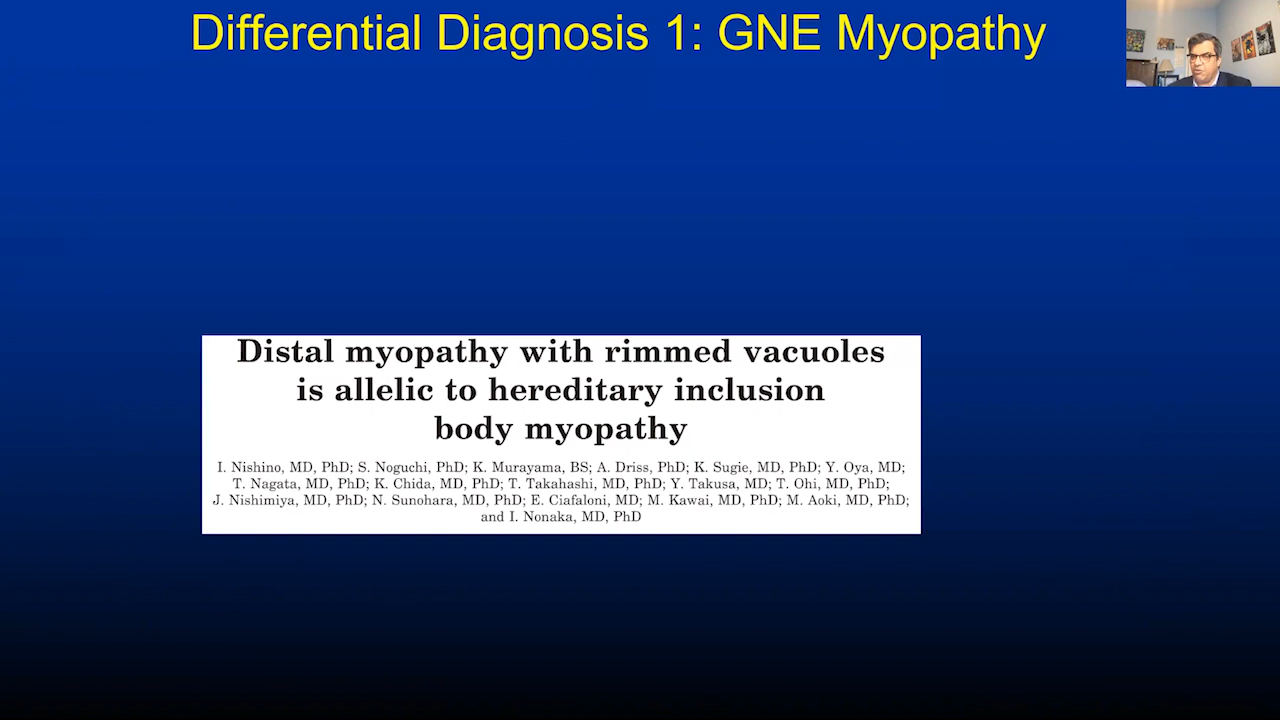 Differential Diagnosis 1: GNE Myopathy
Distal myopathy with rimmed vacuoles
is allelic to hereditary inclusion
body myopathy
I. Nishino, MD, PhD; S. Noguchi, PhD; K. Murayama, BS; A. Driss, PhD; K. Sugie, MD, PhD; Y. Oya, MD;
T. Nagata, MD, PhD; K. Chida, MD, PhD; T. Takahashi, MD, PhD; Y. Takusa, MD; T. Ohi, MD, PhD;
J. Nishimiya, MD, PhD; N. Sunohara, MD, PhD; E. Ciafaloni, MD; M. Kawai, MD, PhD; M. Aoki, MD, PhD;
and I. Nonaka, MD, PhD